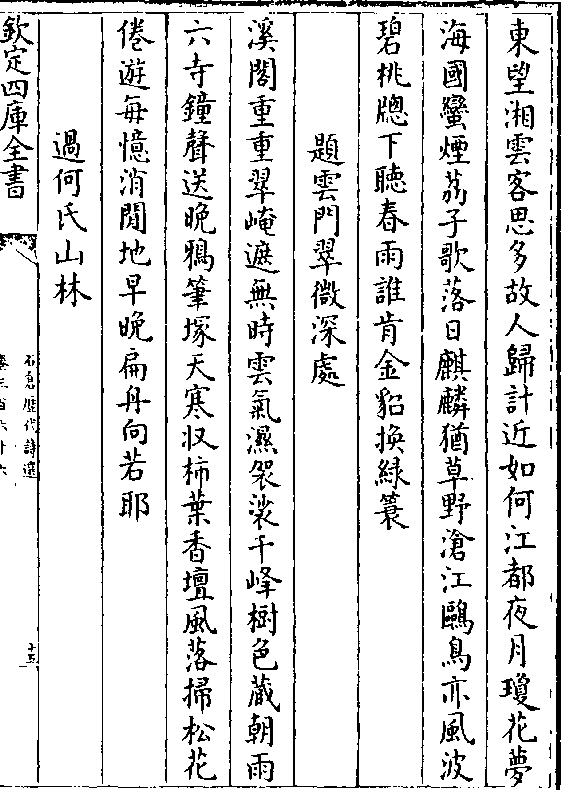 東望湘雲客思多故人歸計近如何江都夜月瓊花夢
海國蠻煙荔子歌落日麒麟猶草野滄江鷗鳥亦風波
碧桃牕下聽春雨誰肯金貂換綠蓑
題雲門翠微深處
溪閣重重翠崦遮無時雲氣濕袈裟千峰樹色蔵朝雨
六寺鐘聲送晚鴉筆塚天寒収柿葉香壇風落掃松花
倦遊每憶消閒地早晚扁舟向若耶
過何氏山林
欽定四庫全書
石倉歷代詩選
卷三百六十六
十五